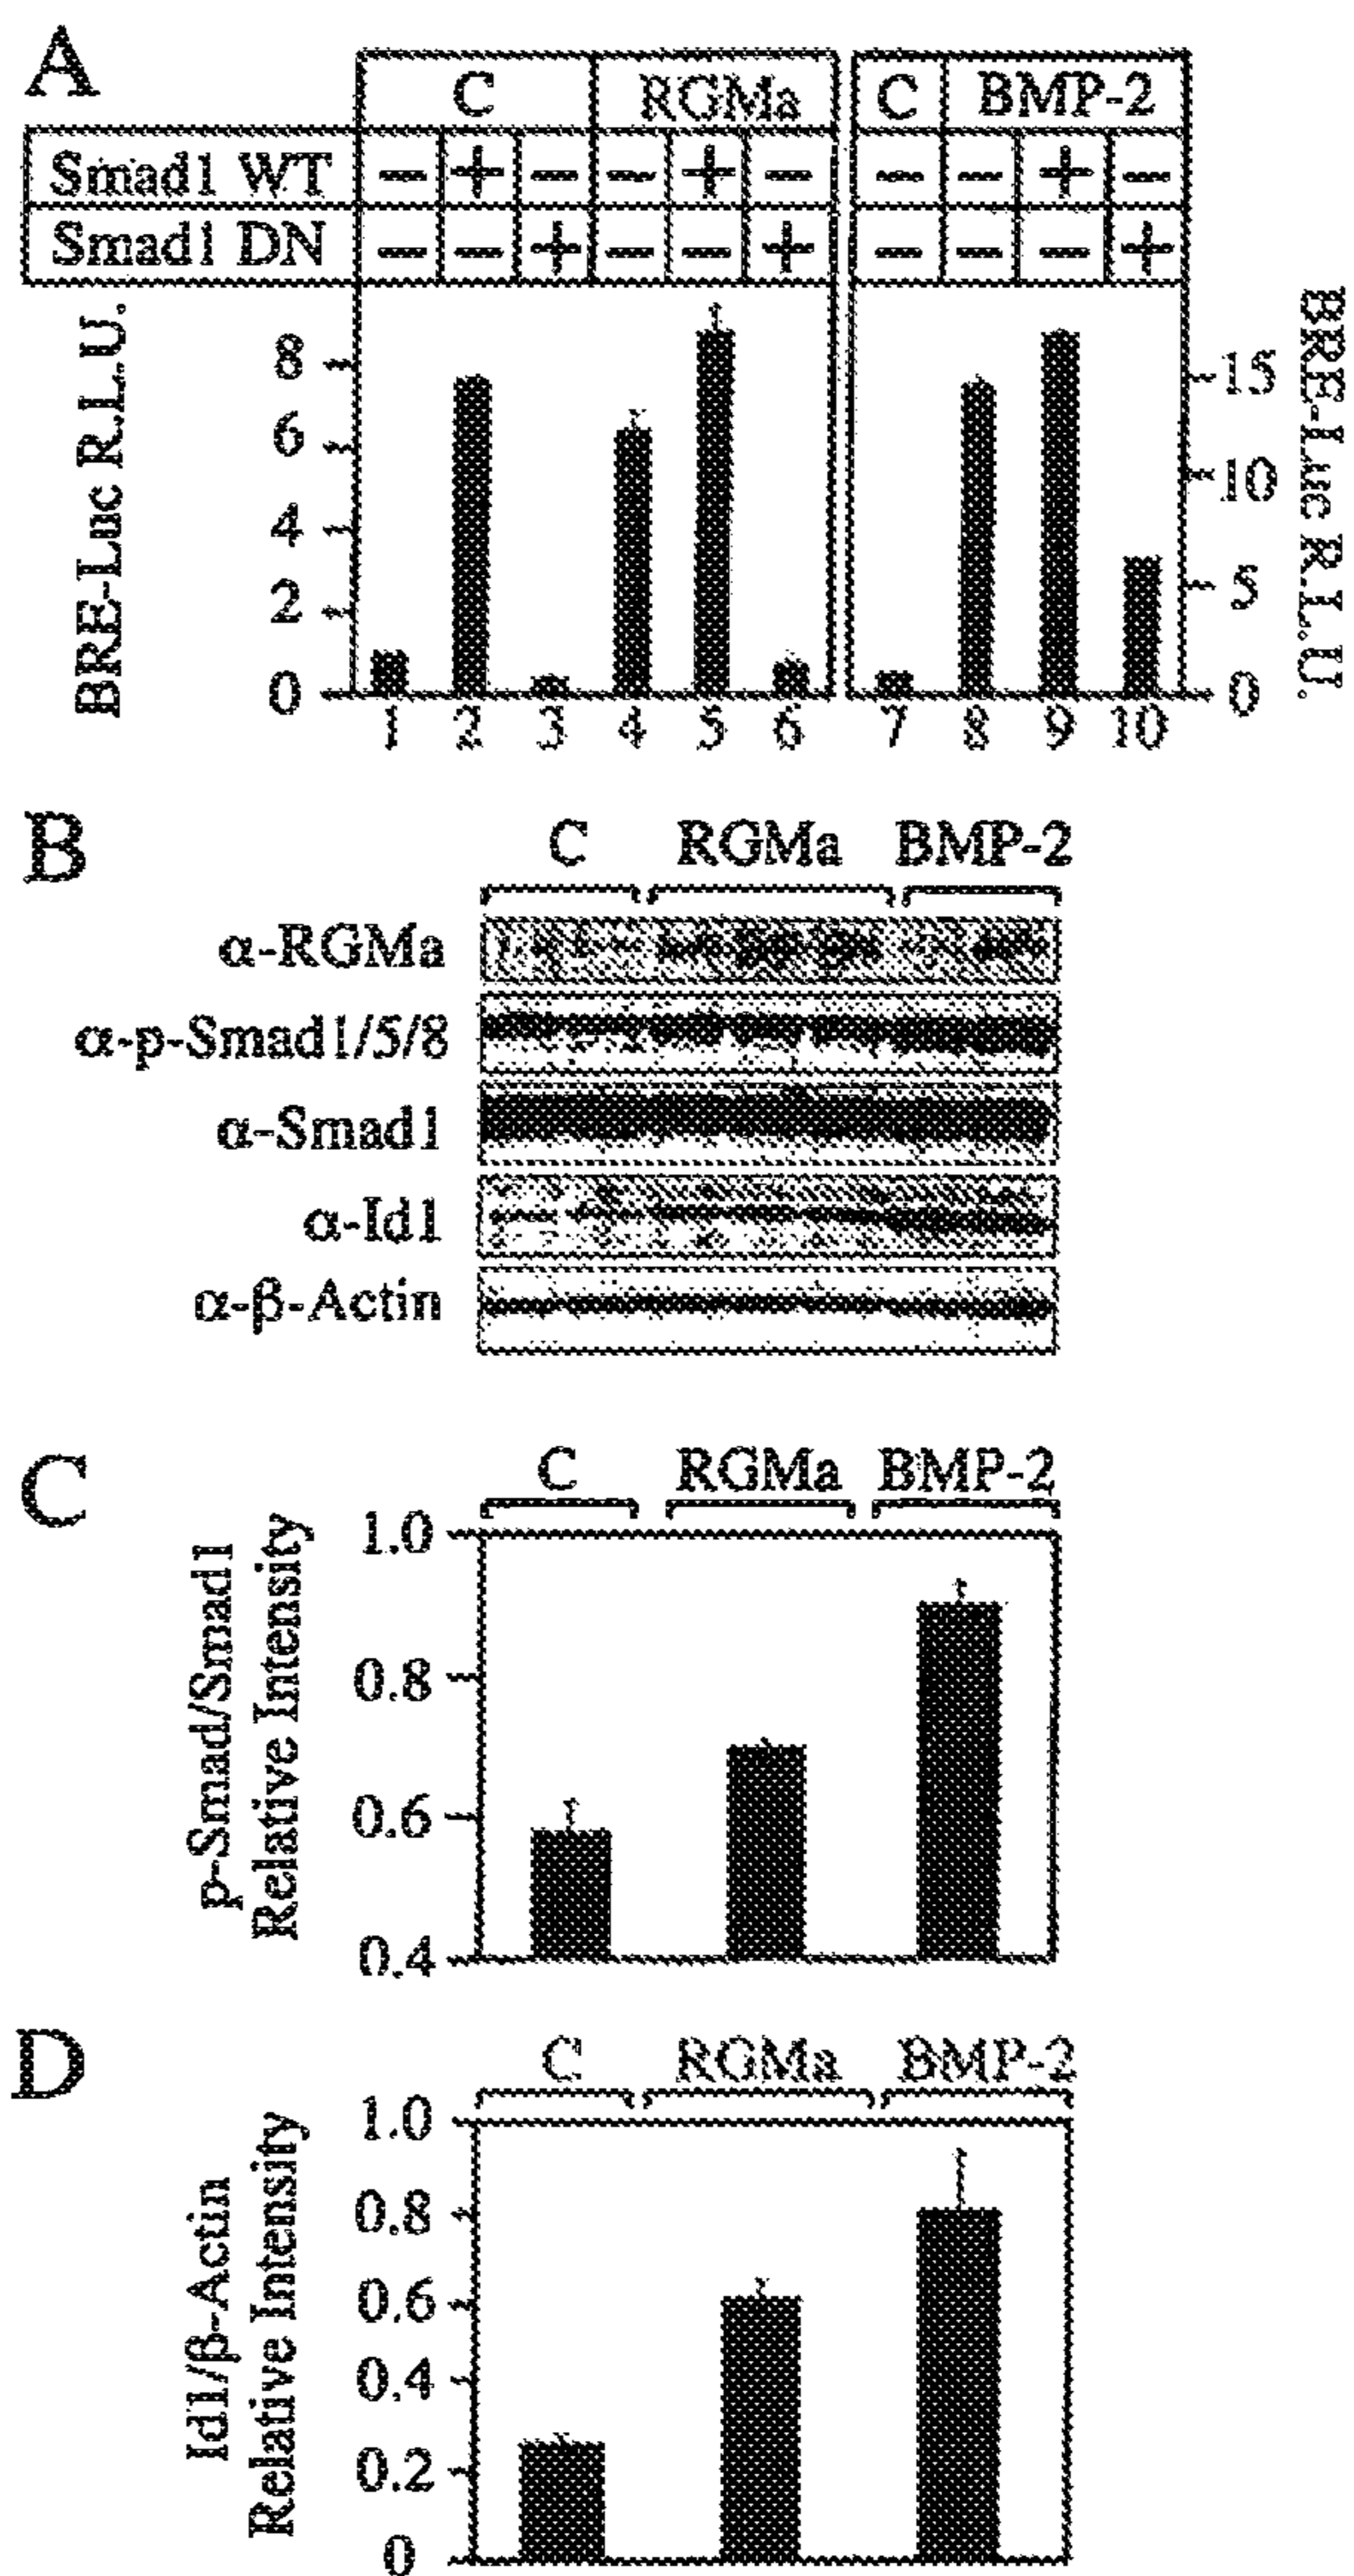 A
C RGMa C BMP-2
Smad1 WT − + − − + − − − + −
Smad1 DN − − + − − + − − − +
BRE-Luc R.L.U.
8
6
4
2
0
15
10
5
0
BRE-Luc R.L.U.
1 2 3 4 5 6 7 8 9 10
B
C RGMa BMP-2
α-RGMa
α-p-Smad1/5/8
α-Smad1
α-Id1
α-β-Actin
C
C RGMa BMP-2
p-Smad/Smad1
Relative Intensity
1.0
0.8
0.6
0.4
D
C RGMa BMP-2
Id1/β-Actin
Relative Intensity
1.0
0.8
0.6
0.4
0.2
0